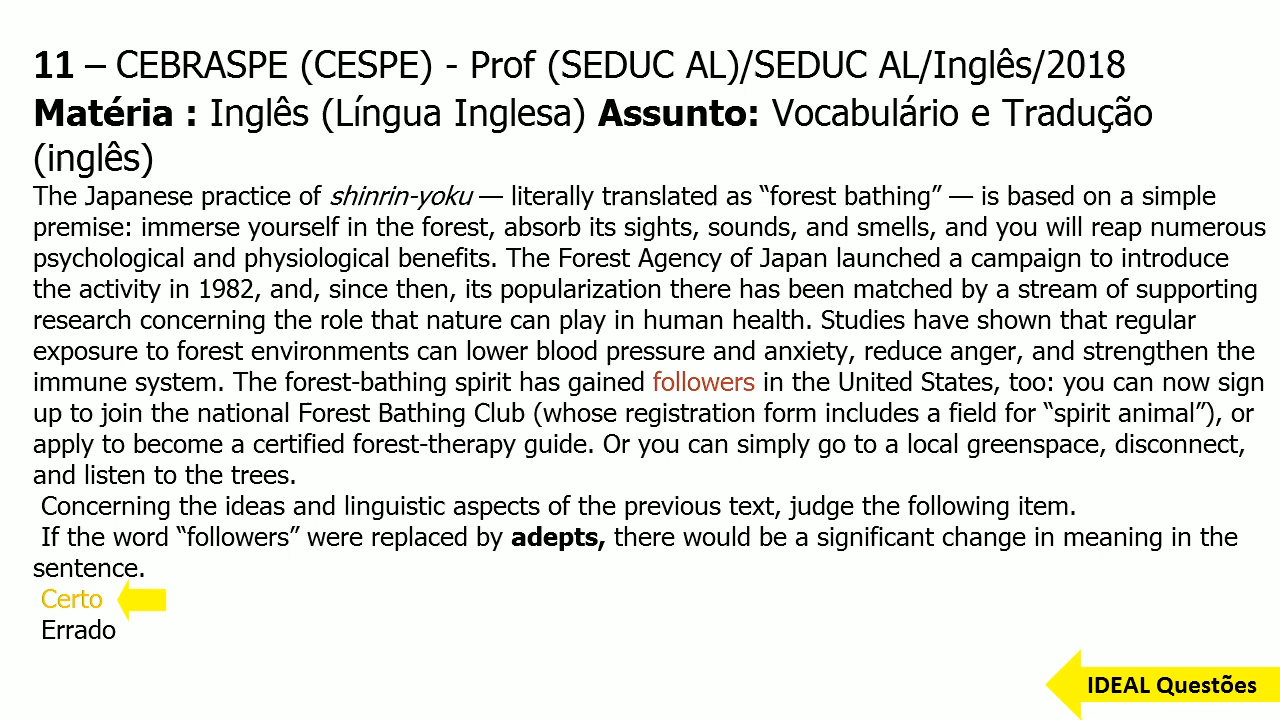 11 – CEBRASPE (CESPE) - Prof (SEDUC AL)/SEDUC AL/Inglês/2018
Matéria : Inglês (Língua Inglesa) Assunto: Vocabulário e Tradução
(inglês)
The Japanese practice of shinrin-yoku — literally translated as “forest bathing” — is based on a simple
premise: immerse yourself in the forest, absorb its sights, sounds, and smells, and you will reap numerous
psychological and physiological benefits. The Forest Agency of Japan launched a campaign to introduce
the activity in 1982, and, since then, its popularization there has been matched by a stream of supporting
research concerning the role that nature can play in human health. Studies have shown that regular
exposure to forest environments can lower blood pressure and anxiety, reduce anger, and strengthen the
immune system. The forest-bathing spirit has gained followers in the United States, too: you can now sign
up to join the national Forest Bathing Club (whose registration form includes a field for “spirit animal”), or
apply to become a certified forest-therapy guide. Or you can simply go to a local greenspace, disconnect,
and listen to the trees.
Concerning the ideas and linguistic aspects of the previous text, judge the following item.
If the word “followers” were replaced by adepts, there would be a significant change in meaning in the
sentence.
Certo
Errado
IDEAL Questões